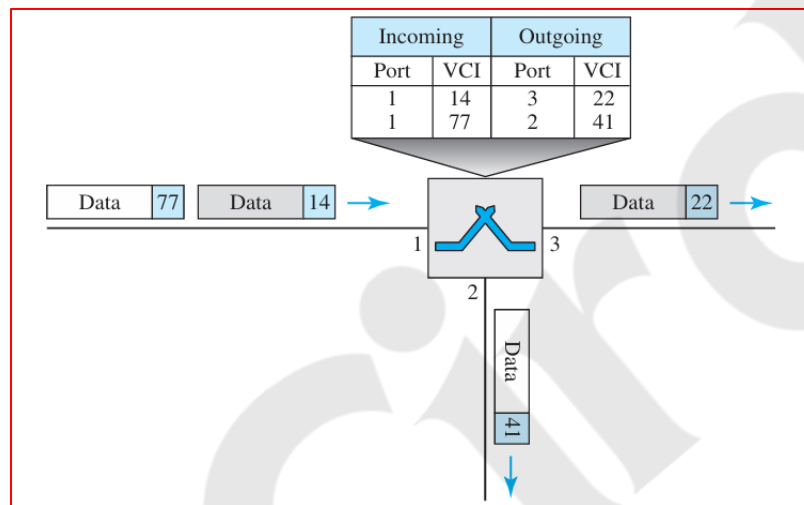 Incoming Outgoing
Port VCI Port VCI
1 14 3 22
1 77 2 41
Data 77 Data 14 Data 22
1 3
2
Data 41